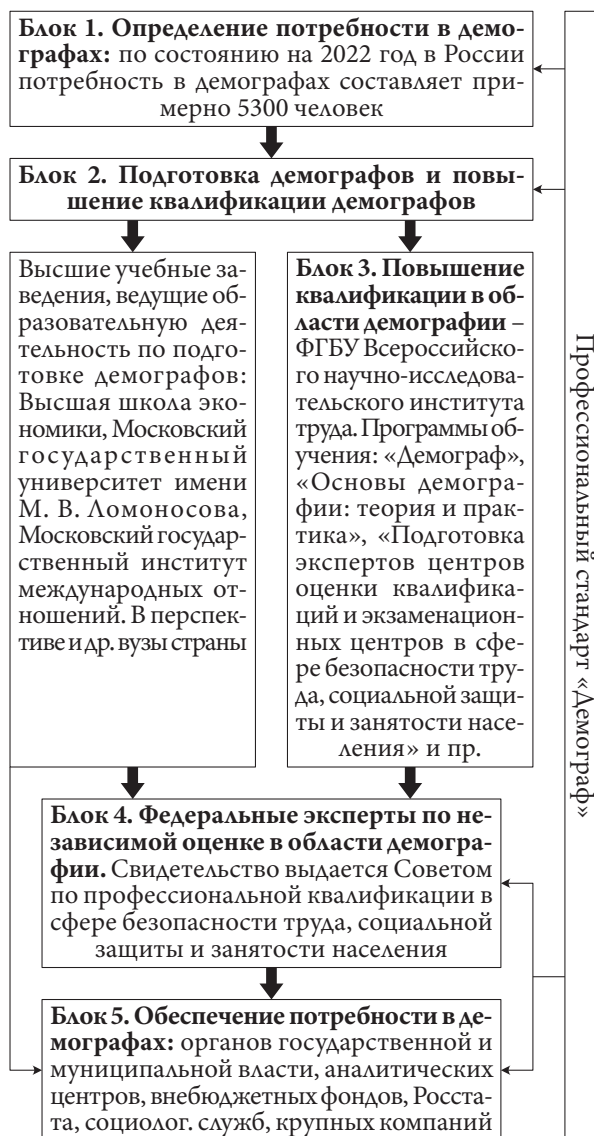 Блок 1. Определение потребности в демо-
графах: по состоянию на 2022 год в России
потребность в демографах составляет при-
мерно 5300 человек
Блок 2. Подготовка демографов и повы-
шение квалификации демографов
Высшие учебные за-
ведения, ведущие об-
разовательную дея-
тельность по подго-
товке демографов:
Высшая школа эко-
номики, Московский
государственный
университет имени
М. В. Ломоносова,
Московский государ-
ственный институт
международных от-
ношений. В перспек-
тиве и др. вузы страны
Блок 3. Повышение
квалификации в об-
ласти демографии –
ФГБУ Всероссийско-
го научно-исследова-
тельского института
труда. Программы об-
учения: «Демограф»,
«Основы демогра-
фии: теория и прак-
тика», «Подготовка
экспертов центров
оценки квалифика-
ций и экзаменацион-
ных центров в сфе-
ре безопасности тру-
да, социальной защи-
ты и занятости насе-
ления» и пр.
Блок 4. Федеральные эксперты по не-
зависимой оценке в области демогра-
фии. Свидетельство выдается Советом
по профессиональной квалификации в
сфере безопасности труда, социальной
защиты и занятости населения
Блок 5. Обеспечение потребности в де-
мографах: органов государственной и
муниципальной власти, аналитических
центров, внебюджетных фондов, Росста-
та, социолог. служб, крупных компаний
Профессиональный стандарт «Демограф»